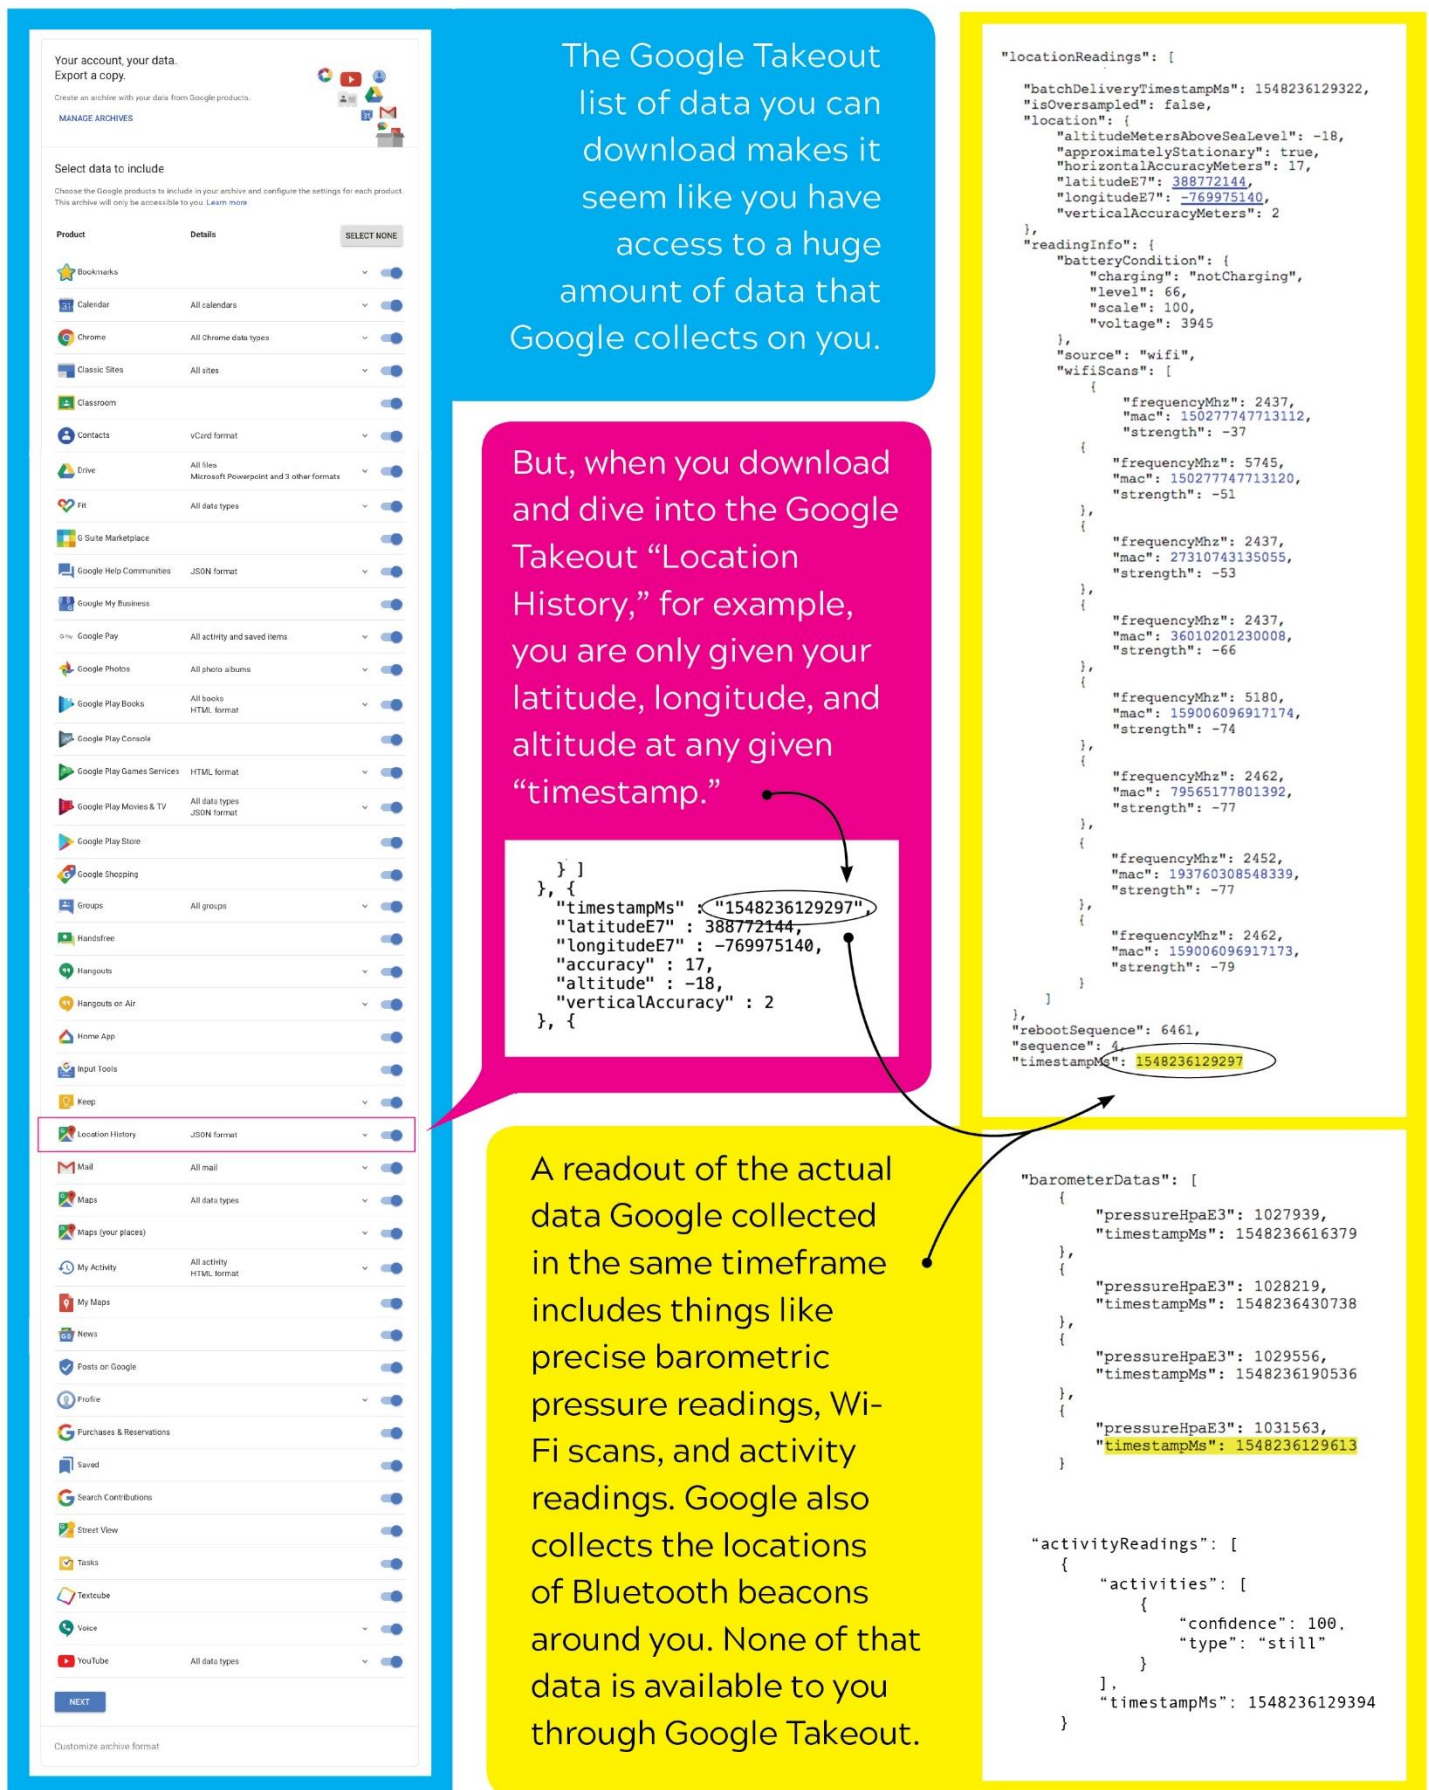 Your account, your data.
Export a copy.
Create an archive with your data from Google products.
MANAGE ARCHIVES
Select data to include
Choose the Google products to include in your archive and configure the settings for each product.
This archive will only be accessible to you. Learn more
Product Details SELECT NONE
Bookmarks
Calendar All calendars
Chrome All Chrome data types
Classic Sites All sites
Classroom
Contacts vCard format
Drive All files
Microsoft Powerpoint and 3 other formats
Fit All data types
G Suite Marketplace
Google Help Communities JSON format
Google My Business
G Pay Google Pay All activity and saved items
Google Photos All photo albums
Google Play Books All books
HTML format
Google Play Console
Google Play Games Services HTML format
Google Play Movies & TV All data types
JSON format
Google Play Store
Google Shopping
Groups All groups
Handsfree
Hangouts
Hangouts on Air
Home App
Input Tools
Keep
Location History JSON format
Mail All mail
Maps All data types
Maps (your places)
My Activity All activity
HTML format
My Maps
News
Posts on Google
Profile
Purchases & Reservations
Saved
Search Contributions
Street View
Tasks
Textcube
Voice
YouTube All data types
NEXT
Customize archive format
The Google Takeout
list of data you can
download makes it
seem like you have
access to a huge
amount of data that
Google collects on you.
But, when you download
and dive into the Google
Takeout “Location
History,” for example,
you are only given your
latitude, longitude, and
altitude at any given
“timestamp.”
} ]
}, {
"timestampMs" : "1548236129297",
"latitudeE7" : 388772144,
"longitudeE7" : -769975140,
"accuracy" : 17,
"altitude" : -18,
"verticalAccuracy" : 2
}, {
A readout of the actual
data Google collected
in the same timeframe
includes things like
precise barometric
pressure readings, Wi-
Fi scans, and activity
readings. Google also
collects the locations
of Bluetooth beacons
around you. None of that
data is available to you
through Google Takeout.
"locationReadings": [
"batchDeliveryTimestampMs": 1548236129322,
"isOversampled": false,
"location": {
"altitudeMetersAboveSeaLevel": -18,
"approximatelyStationary": true,
"horizontalAccuracyMeters": 17,
"latitudeE7": 388772144,
"longitudeE7": -769975140,
"verticalAccuracyMeters": 2
},
"readingInfo": {
"batteryCondition": {
"charging": "notCharging",
"level": 66,
"scale": 100,
"voltage": 3945
},
"source": "wifi",
"wifiScans": [
{
"frequencyMhz": 2437,
"mac": 150277747713112,
"strength": -37
{
"frequencyMhz": 5745,
"mac": 150277747713120,
"strength": -51
},
{
"frequencyMhz": 2437,
"mac": 27310743135055,
"strength": -53
},
{
"frequencyMhz": 2437,
"mac": 36010201230008,
"strength": -66
},
{
"frequencyMhz": 5180,
"mac": 159006096917174,
"strength": -74
},
{
"frequencyMhz": 2462,
"mac": 79565177801392,
"strength": -77
},
{
"frequencyMhz": 2452,
"mac": 193760308548339,
"strength": -77
},
{
"frequencyMhz": 2462,
"mac": 159006096917173,
"strength": -79
}
]
},
"rebootSequence": 6461,
"sequence": 4,
"timestampMs": 1548236129297
"barometerDatas": [
{
"pressureHpaE3": 1027939,
"timestampMs": 1548236616379
},
{
"pressureHpaE3": 1028219,
"timestampMs": 1548236430738
},
{
"pressureHpaE3": 1029556,
"timestampMs": 1548236190536
},
{
"pressureHpaE3": 1031563,
"timestampMs": 1548236129613
}
“activityReadings”: [
{
“activities”: [
{
“confidence”: 100,
“type”: “still”
}
],
“timestampMs”: 1548236129394
}